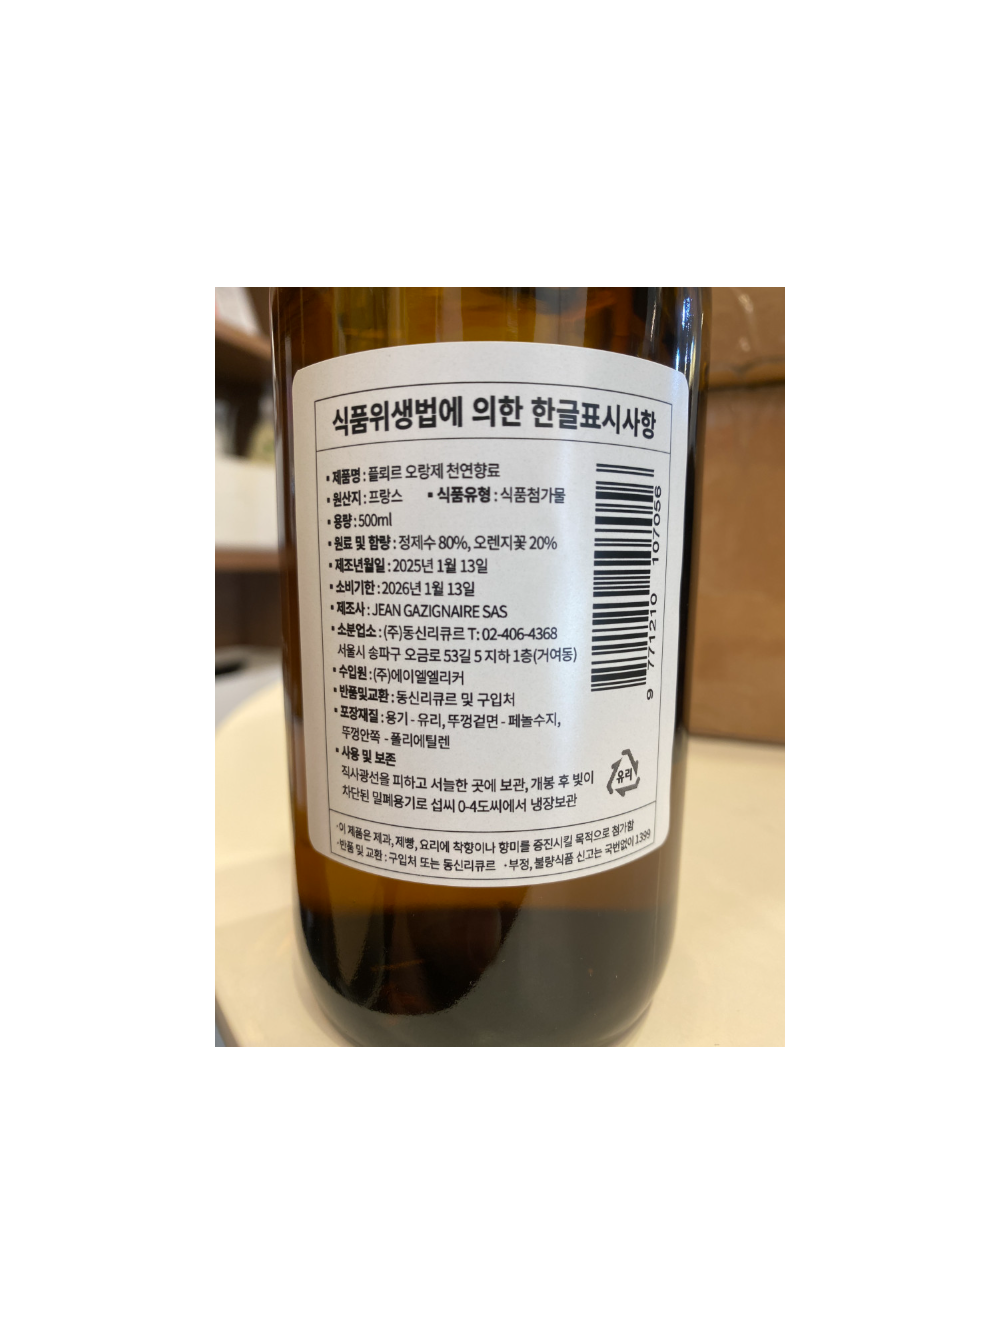 식품위생법에 의한 한글표시사항
▪ 제품명 : 플뢰르 오랑제 천연향료
▪ 원산지 : 프랑스 ▪ 식품유형 : 식품첨가물
▪ 용량 : 500ml
▪ 원료 및 함량 : 정제수 80%, 오렌지꽃 20%
▪ 제조년월일 : 2025년 1월 13일
▪ 소비기한 : 2026년 1월 13일
▪ 제조사 : JEAN GAZIGNAIRE SAS
▪ 소분업소 : (주)동신리큐르 T: 02-406-4368
서울시 송파구 오금로 53길 5 지하 1층(거여동)
▪ 수입원 : (주)에이엘엘리커
▪ 반품및교환 : 동신리큐르 및 구입처
▪ 포장재질 : 용기 - 유리, 뚜껑겉면 - 페놀수지,
뚜껑안쪽 - 폴리에틸렌
▪ 사용 및 보존
직사광선을 피하고 서늘한 곳에 보관, 개봉 후 빛이
차단된 밀폐용기로 섭씨 0-4도씨에서 냉장보관
9 771210 107056
유리
·이 제품은 제과, 제빵, 요리에 착향이나 향미를 증진시킬 목적으로 첨가함
·반품 및 교환 : 구입처 또는 동신리큐르 ·부정, 불량식품 신고는 국번없이 1399